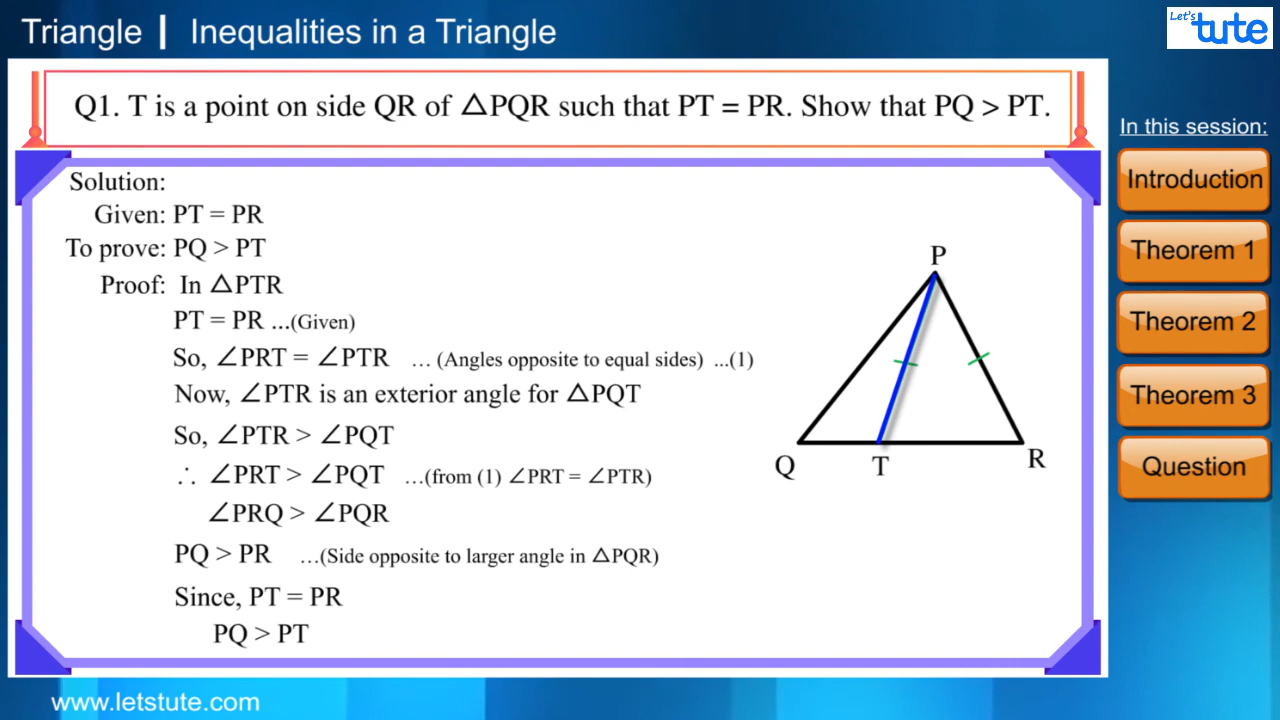 Triangle | Inequalities in a Triangle
Let's tute
Q1. T is a point on side QR of △PQR such that PT = PR. Show that PQ > PT.
In this session:
Introduction
Theorem 1
Theorem 2
Theorem 3
Question
Solution:
Given: PT = PR
To prove: PQ > PT
Proof: In △PTR
PT = PR ...(Given)
So, ∠PRT = ∠PTR ... (Angles opposite to equal sides) ...(1)
Now, ∠PTR is an exterior angle for △PQT
So, ∠PTR > ∠PQT
∴ ∠PRT > ∠PQT ...(from (1) ∠PRT = ∠PTR)
∠PRQ > ∠PQR
PQ > PR ...(Side opposite to larger angle in △PQR)
Since, PT = PR
PQ > PT
P
Q T R
www.letstute.com